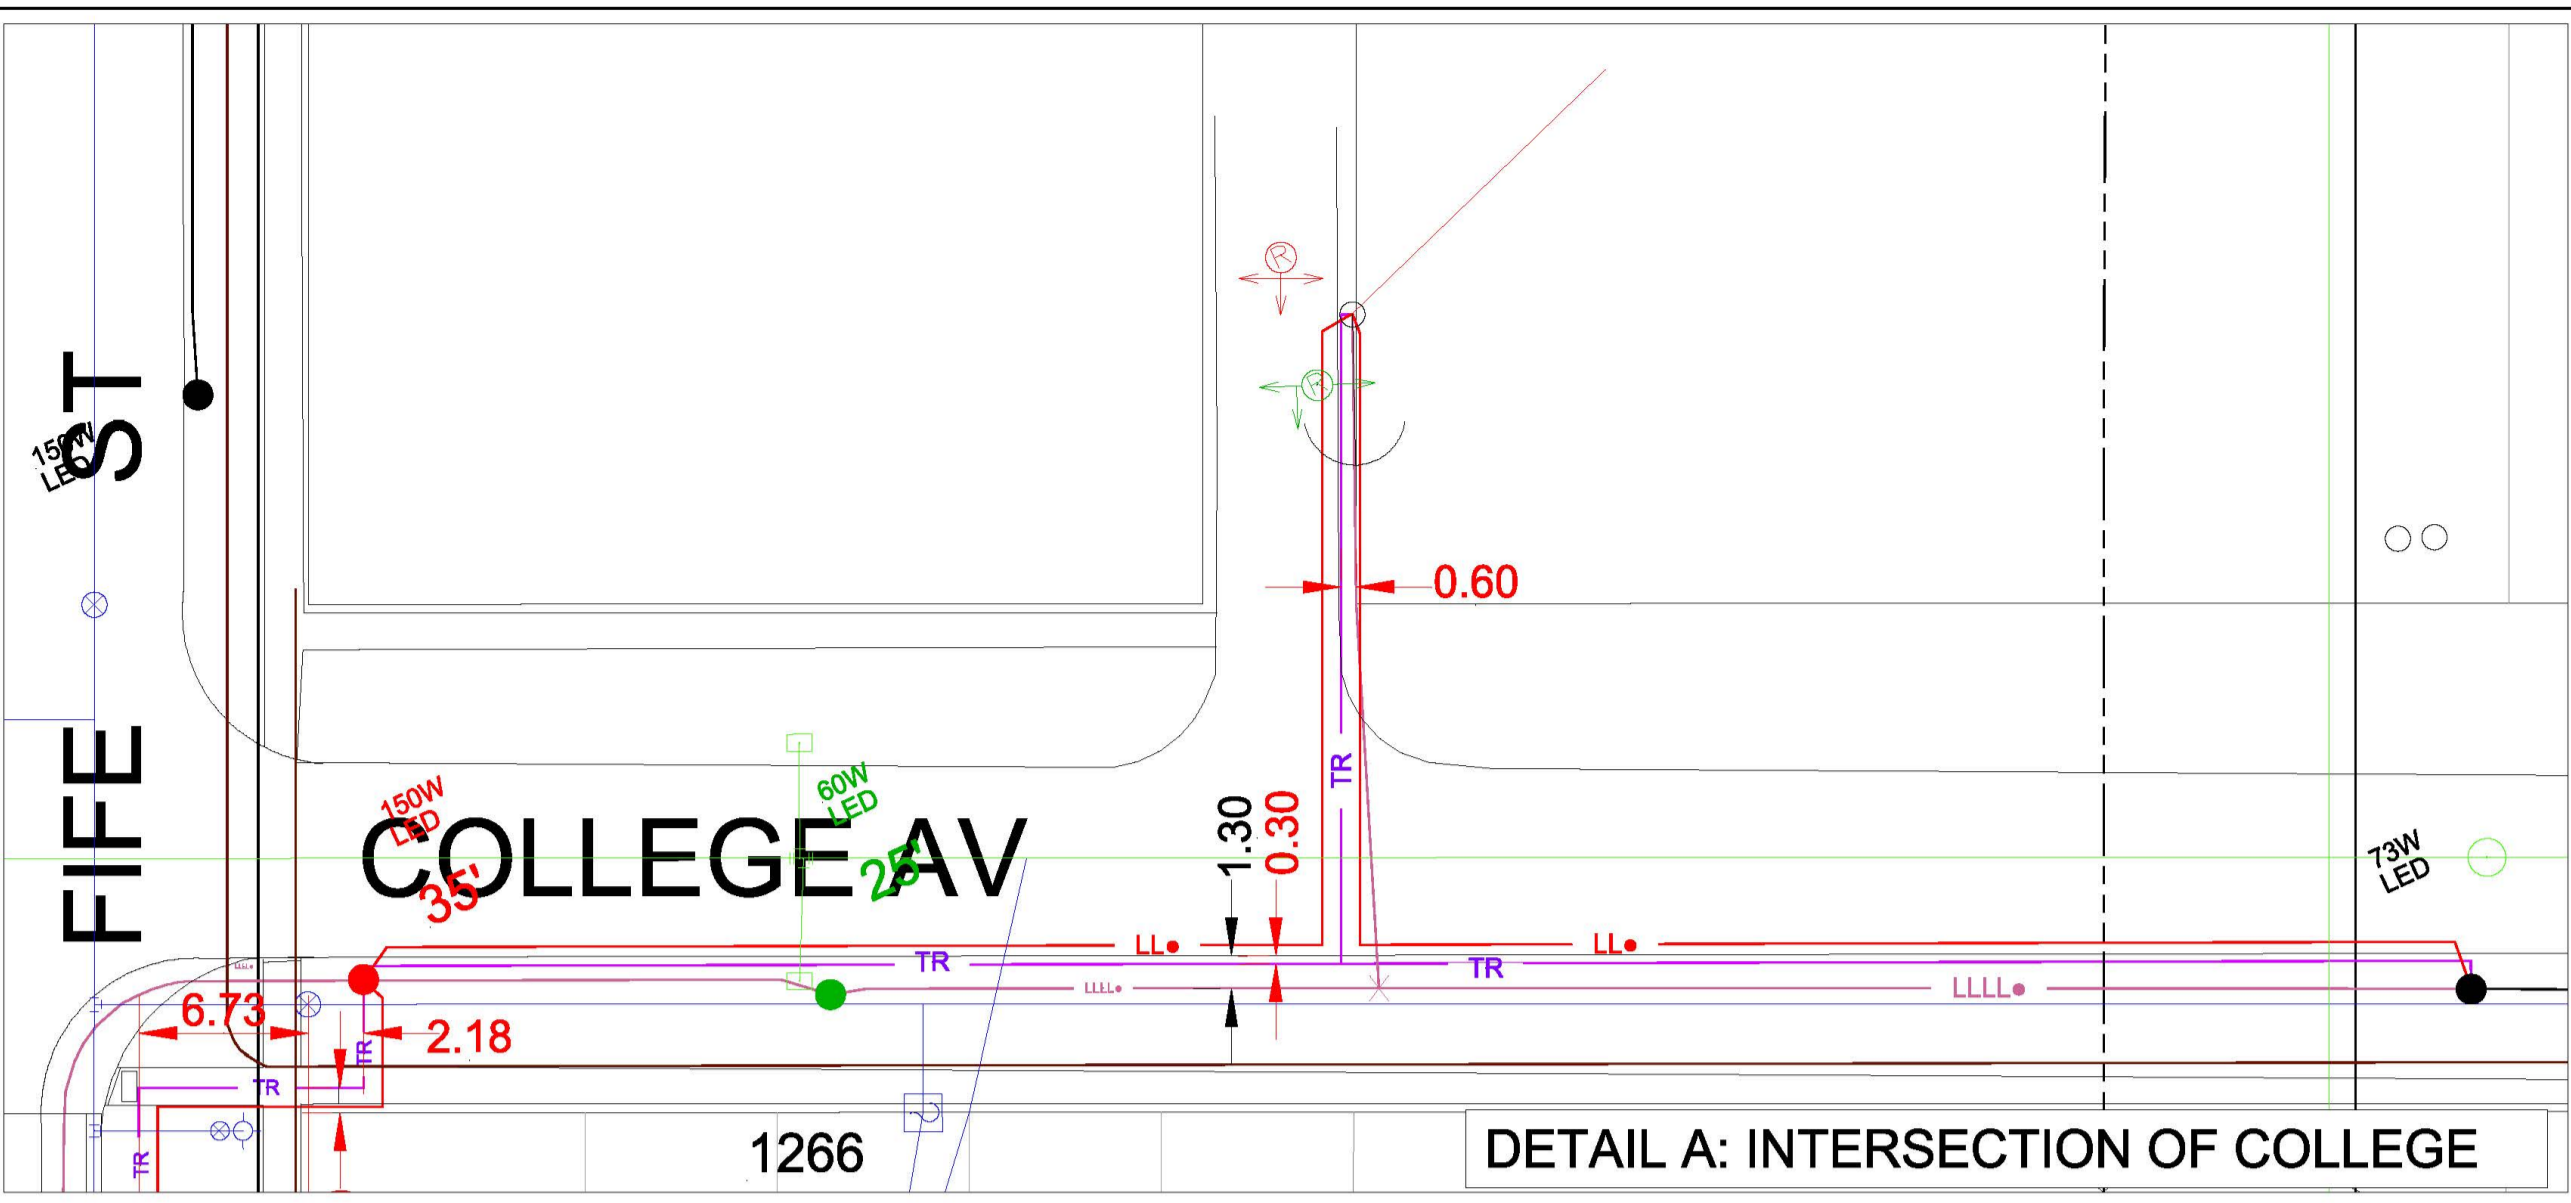 FIFE ST
150W
LED
R
R
0.60
TR
150W
LED
35'
COLLEGE AV
60W
LED
25'
1.30
0.30
73W
LED
LL
LL
TR
TR
LLLL
LLLL
LLLL
6.73
2.18
TR
TR
TR
1266
DETAIL A: INTERSECTION OF COLLEGE